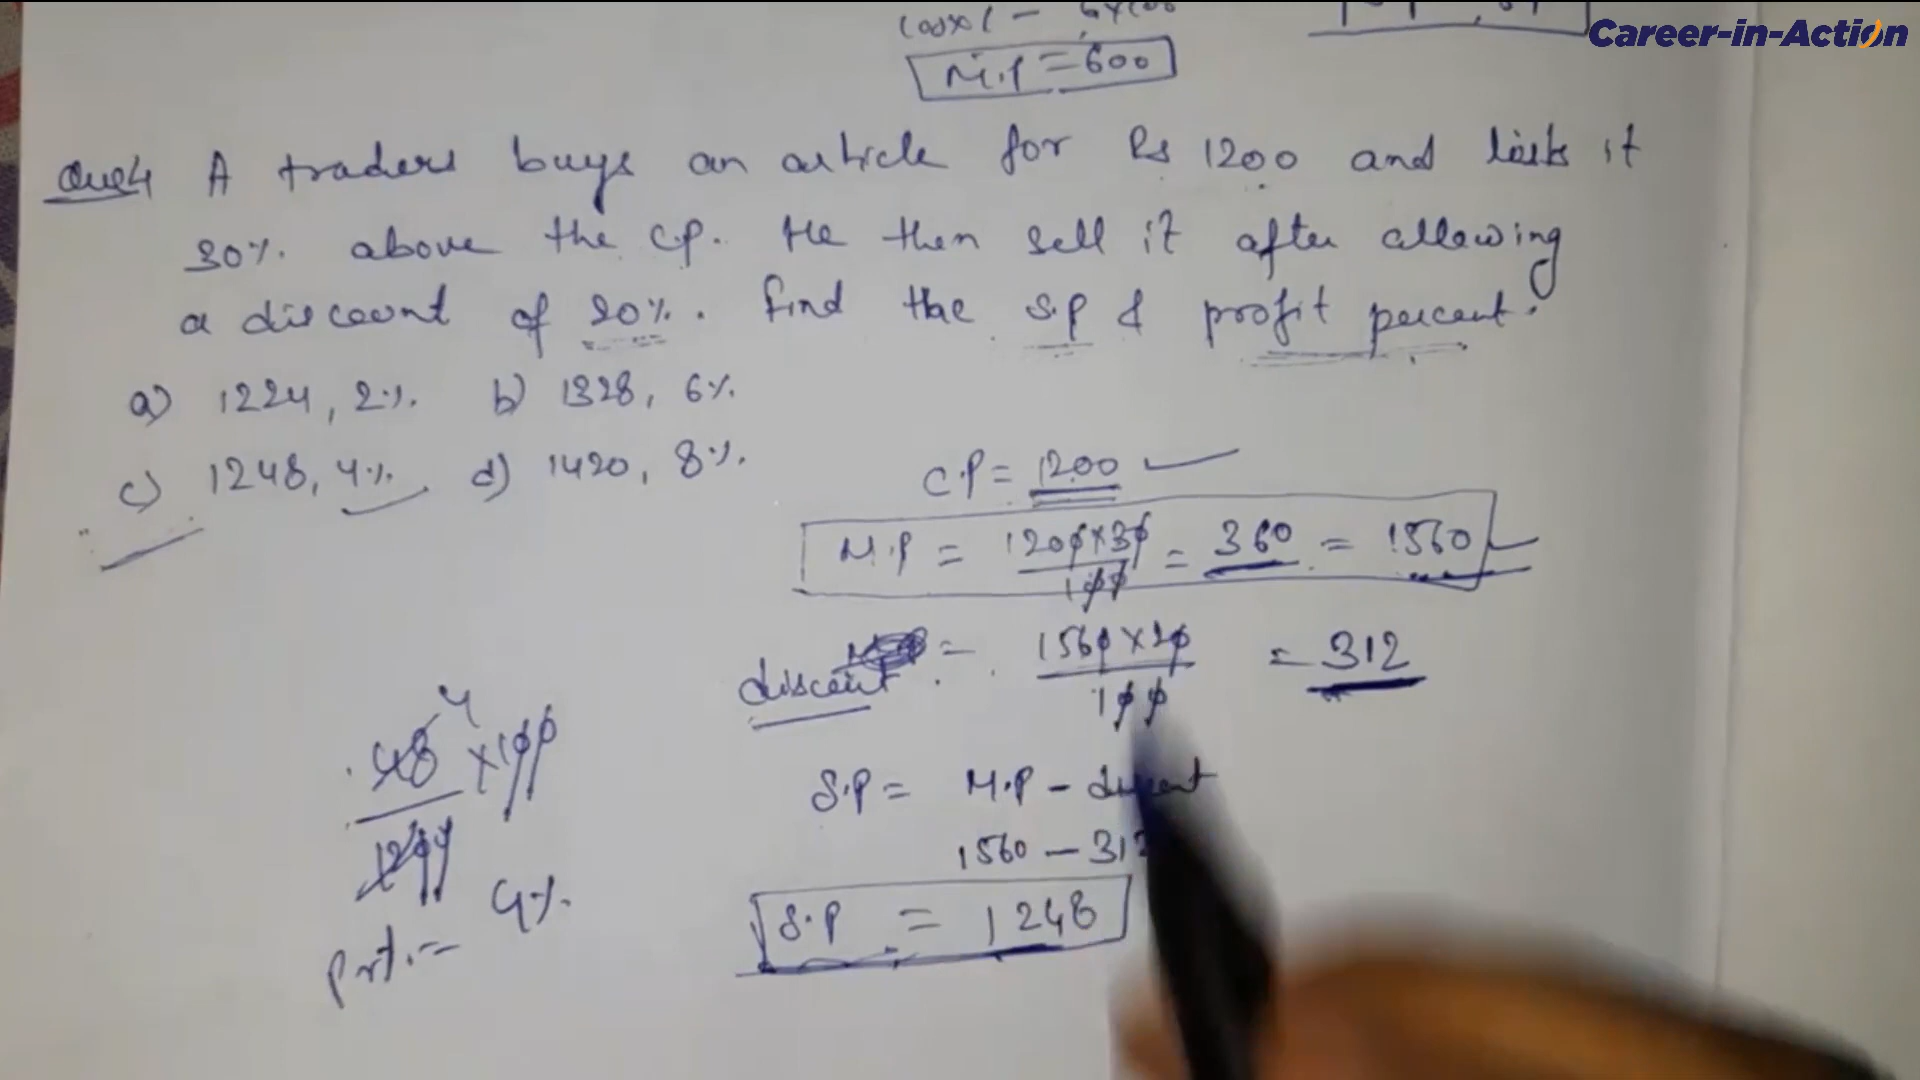 Career-in-Action
M.P = 600
Que4 A traders buys an article for Rs 1200 and lists it
30% above the C.P. He then sell it after allowing
a discount of 20%. Find the S.P & profit percent.
a) 1224, 2%. b) 1328, 6%.
c) 1248, 4%. d) 1420, 8%.
C.P = 1200
M.P = 1200×30 = 360 = 1560
100
= 1560×20 = 312
discount
100
48 4 ×100
1200
S.P = M.P - discount
1560 - 312
S.P = 1248
4%.